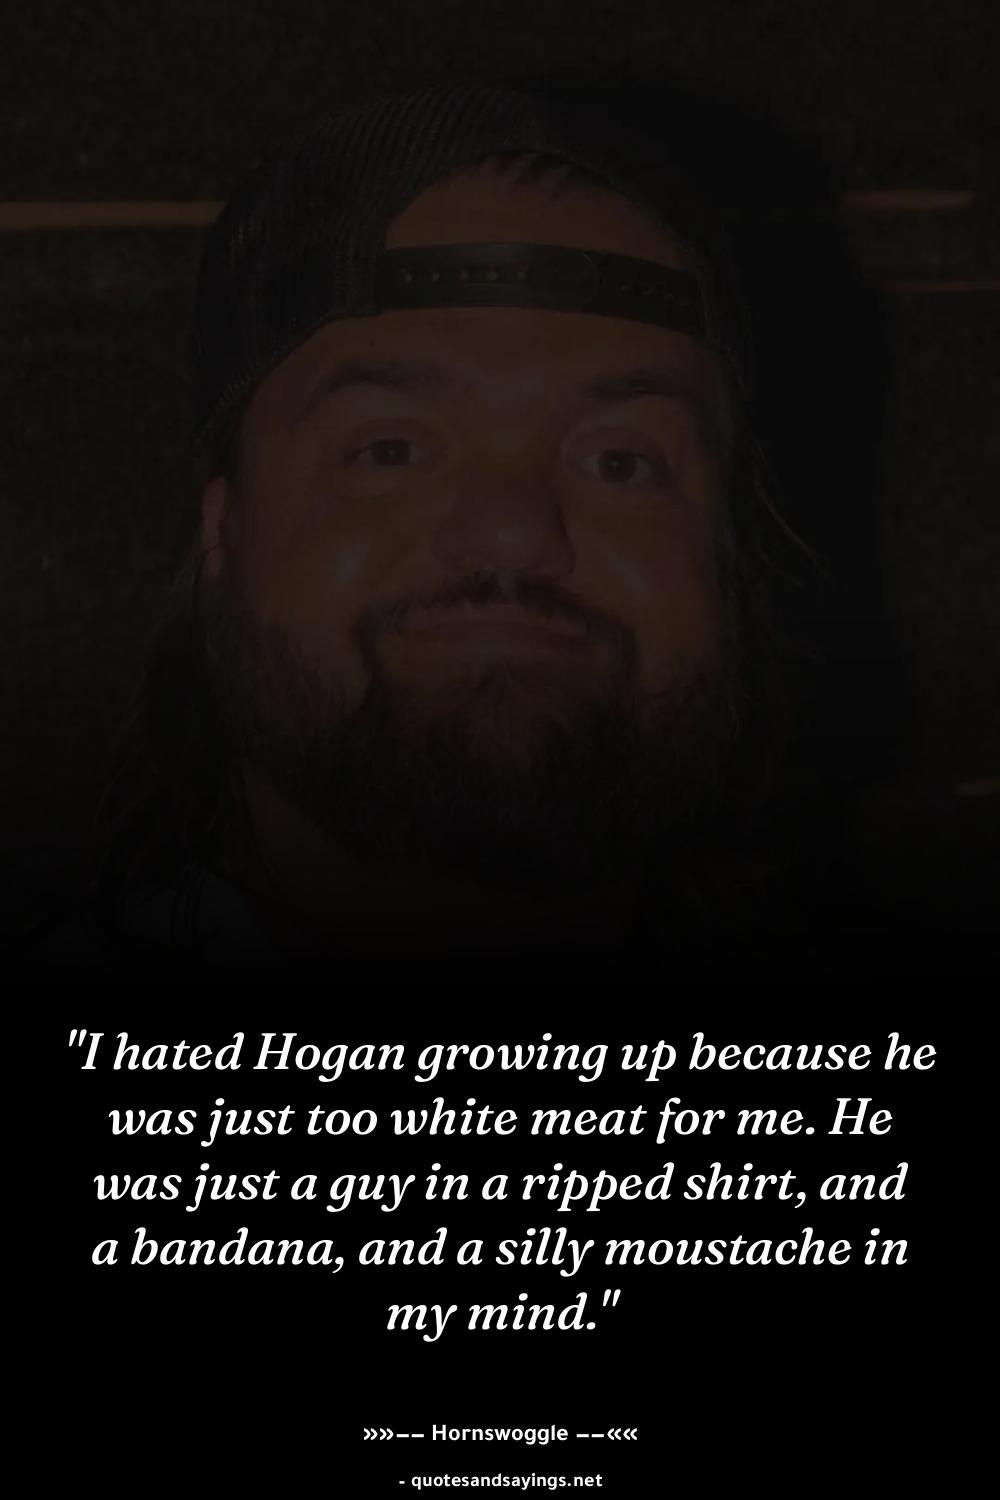 "I hated Hogan growing up because he
was just too white meat for me. He
was just a guy in a ripped shirt, and
a bandana, and a silly moustache in
my mind."
»»–– Hornswoggle ––««
- quotesandsayings.net